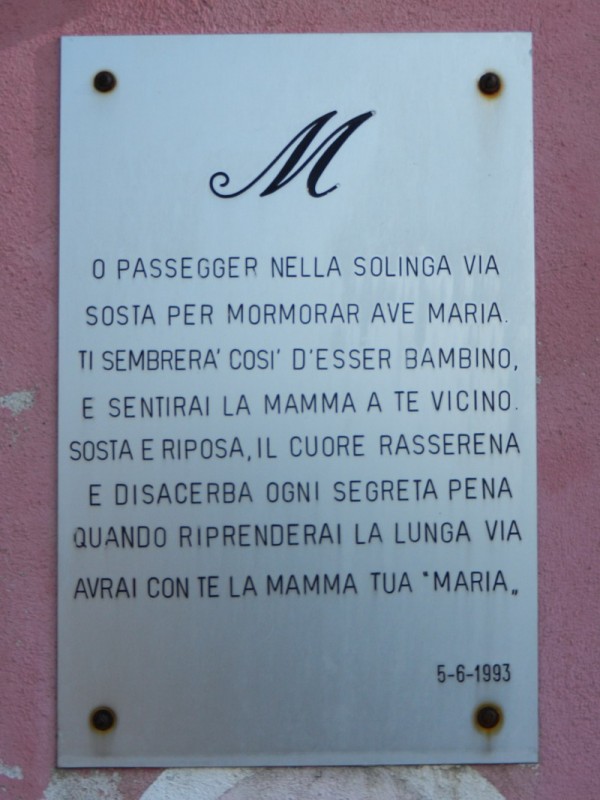 M
O PASSEGGER NELLA SOLINGA VIA
SOSTA PER MORMORAR AVE MARIA.
TI SEMBRERA' COSI' D'ESSER BAMBINO,
E SENTIRAI LA MAMMA A TE VICINO.
SOSTA E RIPOSA, IL CUORE RASSERENA
E DISACERBA OGNI SEGRETA PENA
QUANDO RIPRENDERAI LA LUNGA VIA
AVRAI CON TE LA MAMMA TUA "MARIA„
5-6-1993